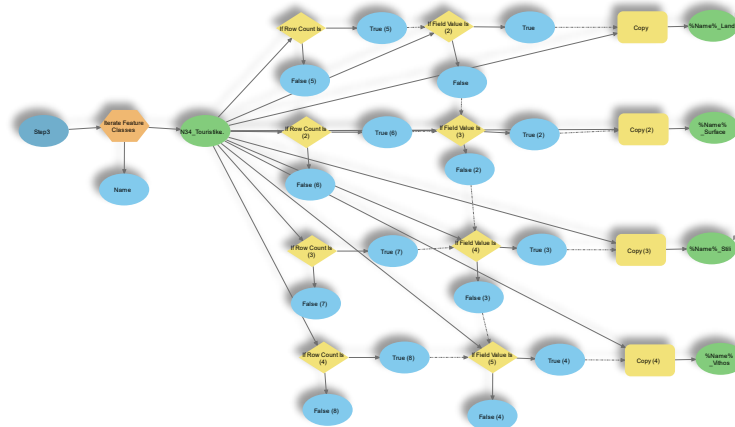 If Row Count Is
True (5)
If Field Value Is
(2)
True
Copy
%Name%_Land
False (5)
False
Step3
Iterate Feature
Classes
N34_Touristike.
If Row Count Is
(2)
True (6)
If Field Value Is
(3)
True (2)
Copy (2)
%Name%
_Surface
Name
False (6)
False (2)
If Row Count Is
(3)
True (7)
If Field Value Is
(4)
True (3)
Copy (3)
%Name%_Stili
False (7)
False (3)
If Row Count Is
(4)
True (8)
If Field Value Is
(5)
True (4)
Copy (4)
%Name%
_Vithos
False (8)
False (4)